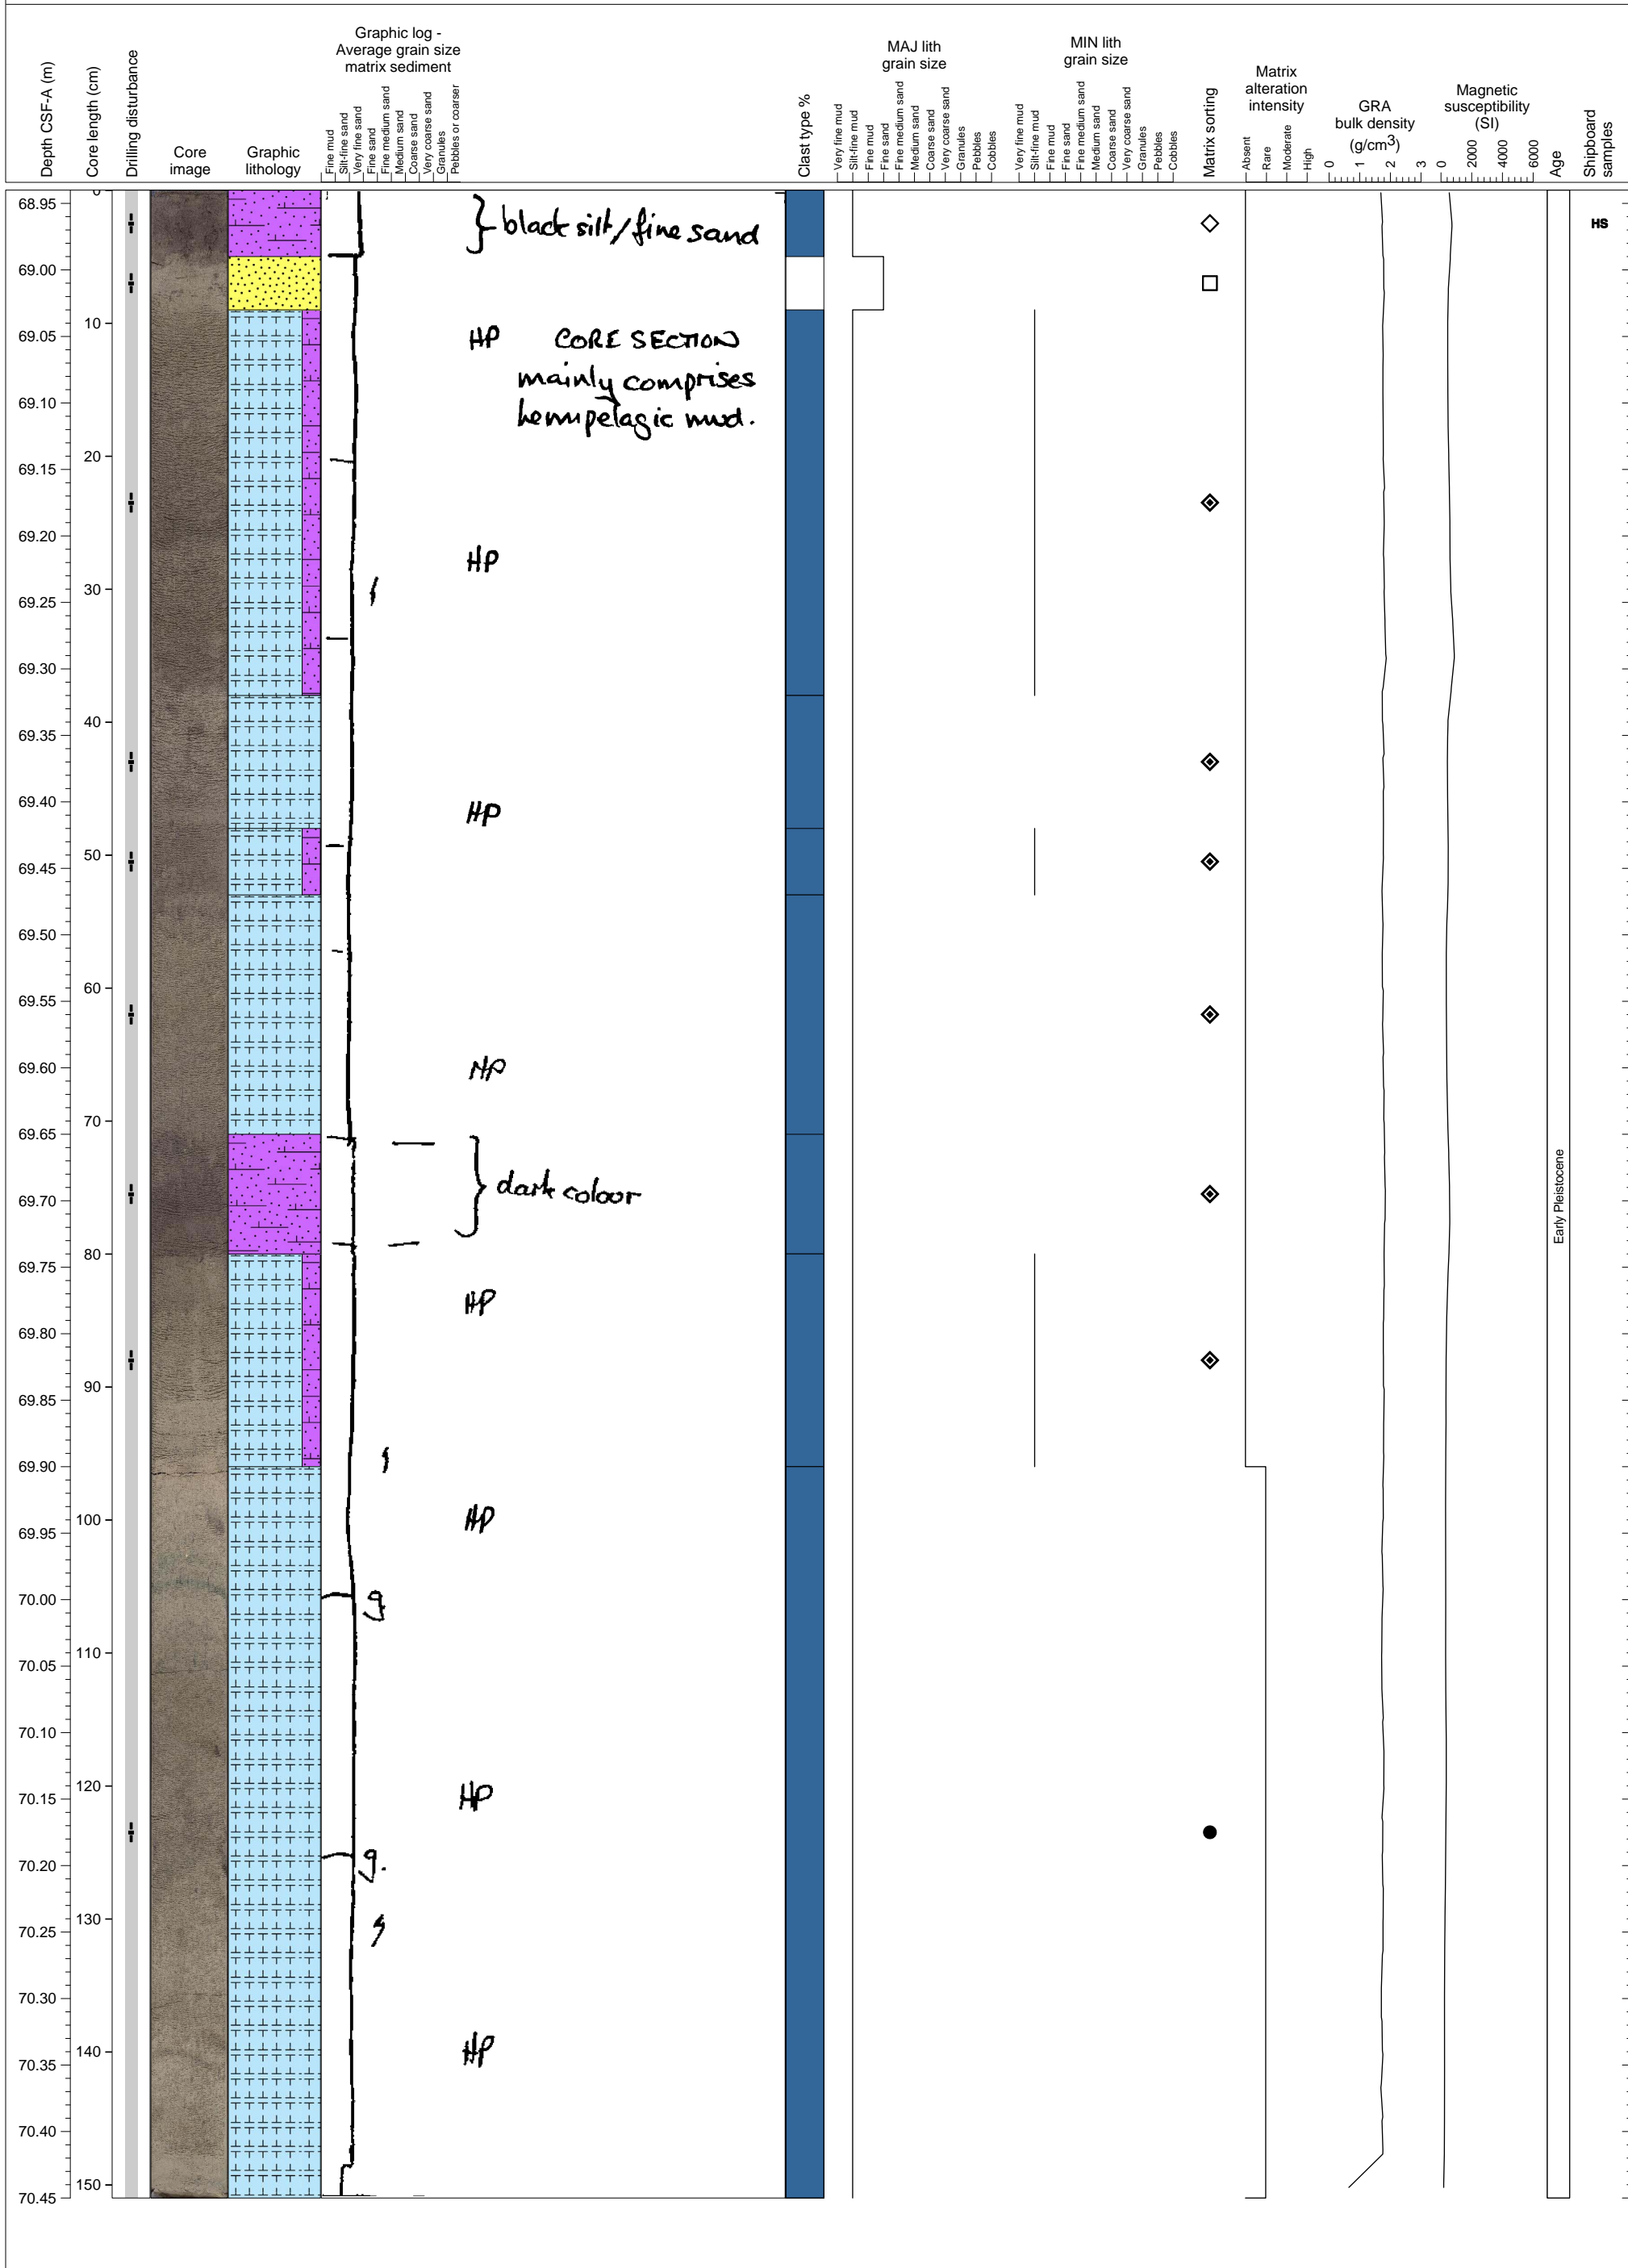 Depth CSF-A (m)
Core length (cm)
Drilling disturbance
Core
image
Graphic
lithology
Graphic log -
Average grain size
matrix sediment
Fine mud
Silt-fine sand
Very fine sand
Fine sand
Fine medium sand
Medium sand
Coarse sand
Very coarse sand
Granules
Pebbles or coarser
Clast type %
MAJ lith
grain size
Very fine mud
Silt-fine mud
Fine mud
Fine sand
Fine medium sand
Medium sand
Coarse sand
Very coarse sand
Granules
Pebbles
Cobbles
MIN lith
grain size
Very fine mud
Silt-fine mud
Fine mud
Fine sand
Fine medium sand
Medium sand
Coarse sand
Very coarse sand
Granules
Pebbles
Cobbles
Matrix sorting
Matrix
alteration
intensity
Absent
Rare
Moderate
High
GRA
bulk density
(g/cm3)
0 1 2 3
Magnetic
susceptibility
(SI)
0 2000 4000 6000
Age
Shipboard
samples
68.95
69.00
69.05
69.10
69.15
69.20
69.25
69.30
69.35
69.40
69.45
69.50
69.55
69.60
69.65
69.70
69.75
69.80
69.85
69.90
69.95
70.00
70.05
70.10
70.15
70.20
70.25
70.30
70.35
70.40
70.45
0
10
20
30
40
50
60
70
80
90
100
110
120
130
140
150
black silt/fine sand
HP CORE SECTION
mainly comprises
hemipelagic mud.
HP
HP
HP
dark colour
HP
HP
g
HP
g.
HP
HS
Early Pleistocene